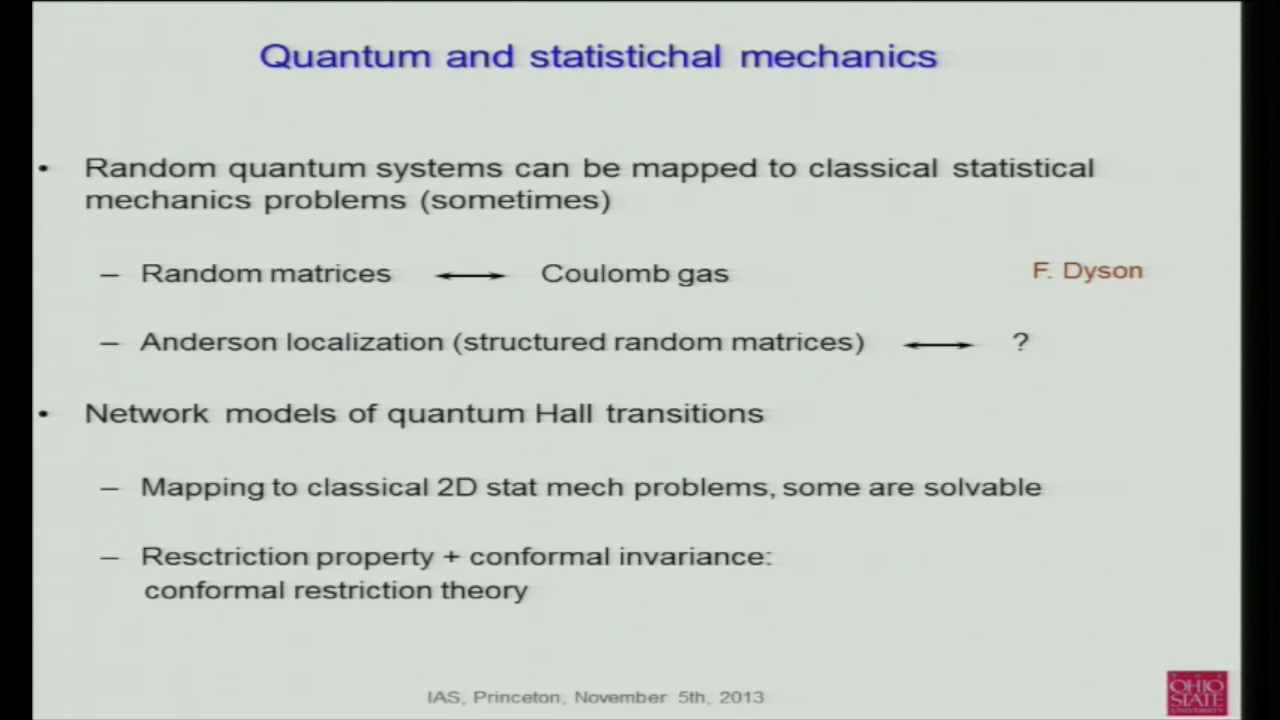 Quantum and statistichal mechanics
• Random quantum systems can be mapped to classical statistical
mechanics problems (sometimes)
– Random matrices ⟷ Coulomb gas F. Dyson
– Anderson localization (structured random matrices) ⟷ ?
• Network models of quantum Hall transitions
– Mapping to classical 2D stat mech problems, some are solvable
– Resctriction property + conformal invariance:
conformal restriction theory
IAS, Princeton, November 5th, 2013
THE
OHIO
STATE
UNIVERSITY